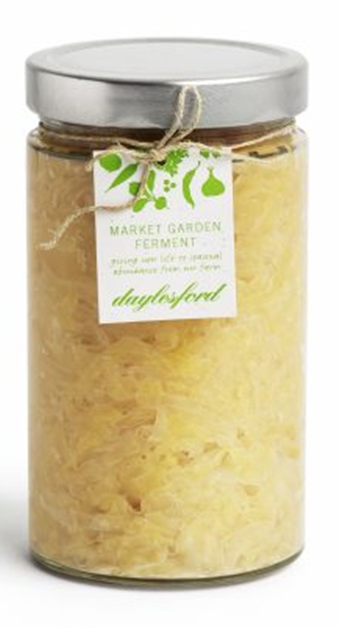 MARKET GARDEN
FERMENT
giving new life to seasonal
abundance from our farm
daylesford